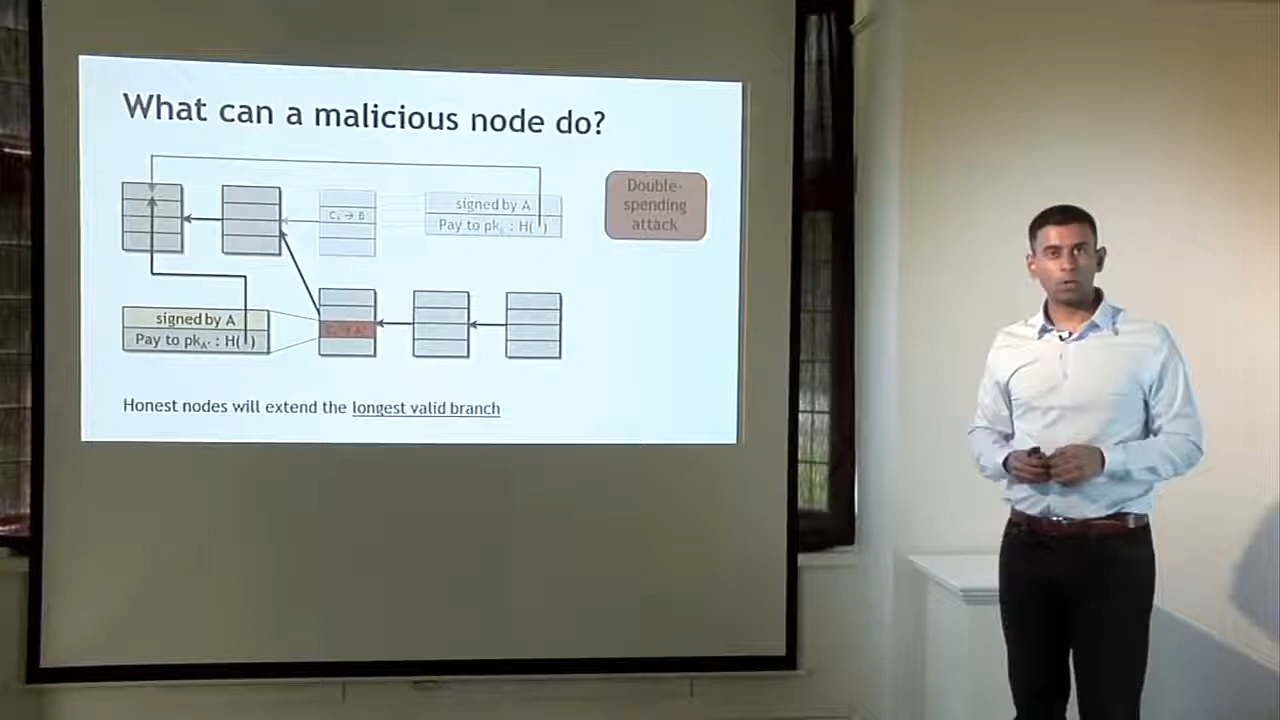 What can a malicious node do?
Double-
spending
attack
C → B
signed by A
Pay to pk : H( )
signed by A
Pay to pkA' : H( )
Honest nodes will extend the longest valid branch